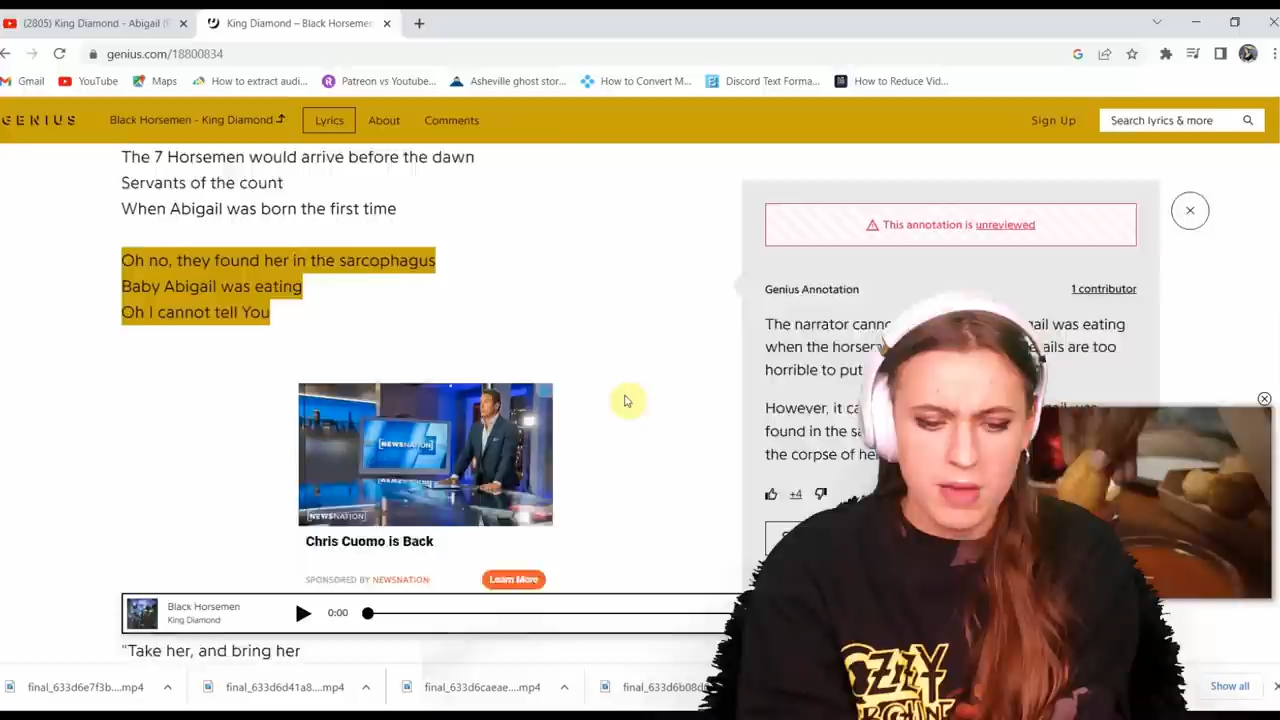 (2805) King Diamond - Abigail (
King Diamond – Black Horsemen
genius.com/18800834
Gmail
YouTube
Maps
How to extract audi...
Patreon vs Youtube...
Asheville ghost stor...
How to Convert M...
Discord Text Forma...
How to Reduce Vid...
GENIUS
Black Horsemen - King Diamond
Lyrics
About
Comments
Sign Up
Search lyrics & more
The 7 Horsemen would arrive before the dawn
Servants of the count
When Abigail was born the first time
Oh no, they found her in the sarcophagus
Baby Abigail was eating
Oh I cannot tell You
This annotation is unreviewed
Genius Annotation
1 contributor
The narrator
was eating
when the
are too
horrible to put
However, it
found in the
the corpse of
+4
NEWSNATION
NEWSNATION
Chris Cuomo is Back
SPONSORED BY NEWSNATION
Learn More
Black Horsemen
King Diamond
0:00
"Take her, and bring her
OZZY
final_633d6e7f3b....mp4
final_633d6d41a8....mp4
final_633d6caeae....mp4
Show all